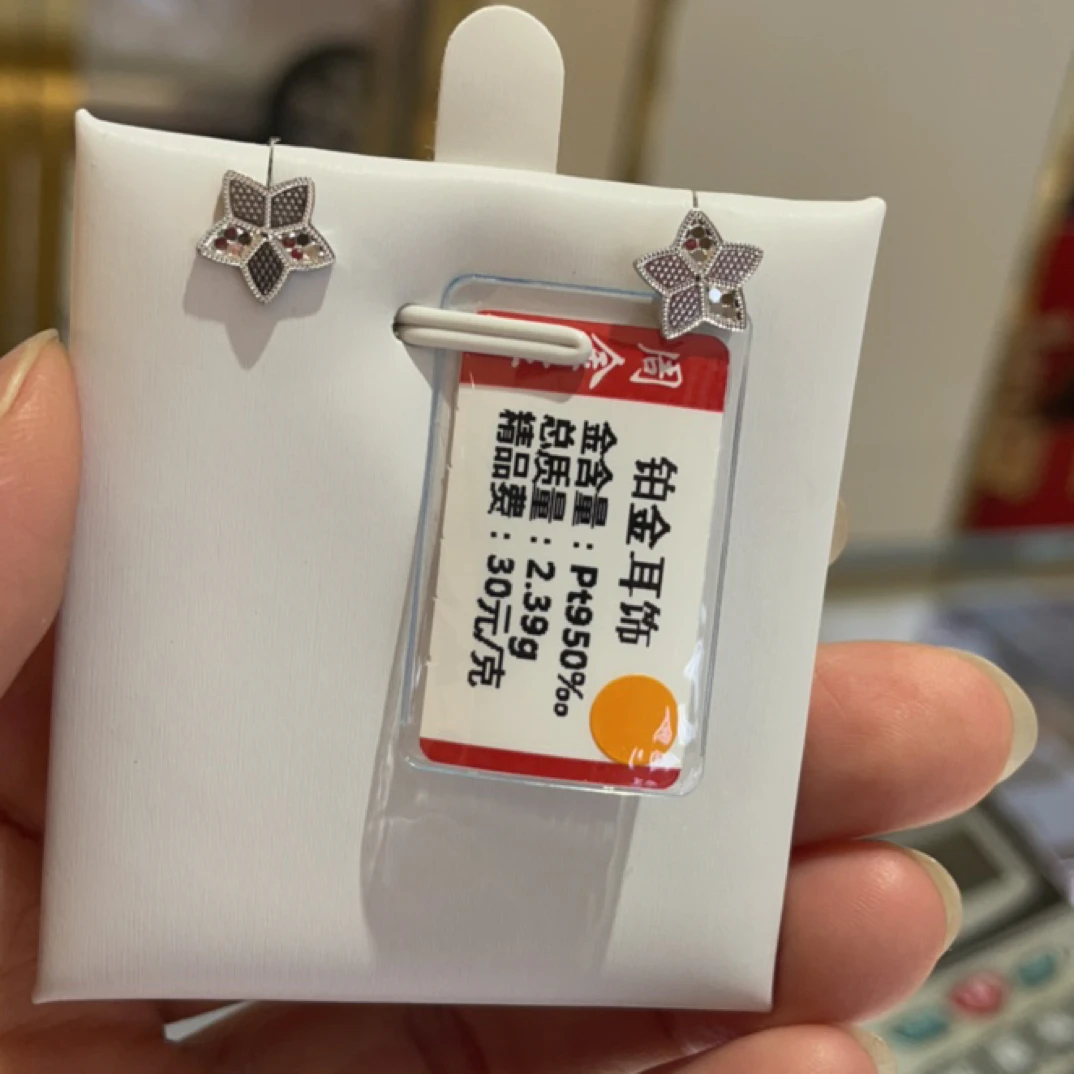 周
铂金耳饰
金含量：Pt950‰
总质量：2.39g
精品费：30元/克